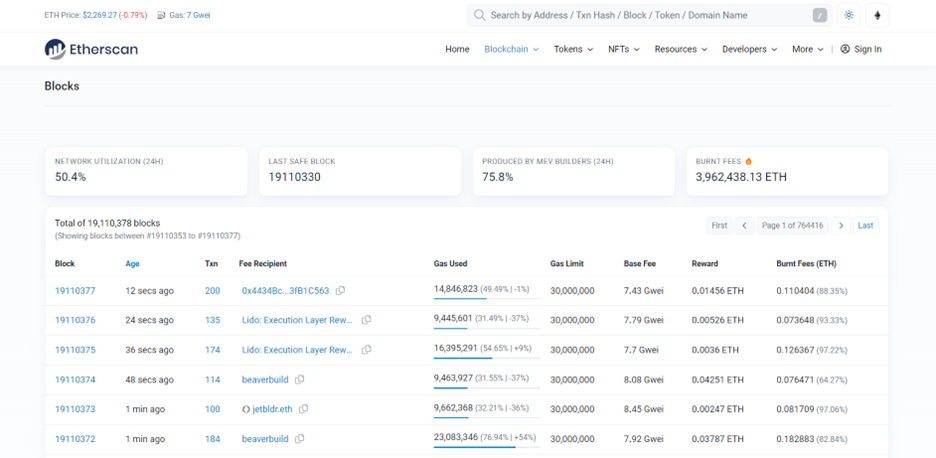 ETH Price: $2,269.27 (-0.79%) Gas: 7 Gwei
Search by Address / Txn Hash / Block / Token / Domain Name /
Etherscan
Home Blockchain Tokens NFTs Resources Developers More | Sign In
Blocks
NETWORK UTILIZATION (24H)
50.4%
LAST SAFE BLOCK
19110330
PRODUCED BY MEV BUILDERS (24H)
75.8%
BURNT FEES
3,962,438.13 ETH
Total of 19,110,378 blocks
(Showing blocks between #19110353 to #19110377)
First Page 1 of 764416 Last
Block Age Txn Fee Recipient Gas Used Gas Limit Base Fee Reward Burnt Fees (ETH)
19110377 12 secs ago 200 0x4434Bc...3fB1C563 14,846,823 (49.49% | -1%) 30,000,000 7.43 Gwei 0.01456 ETH 0.110404 (88.35%)
19110376 24 secs ago 135 Lido: Execution Layer Rew... 9,445,601 (31.49% | -37%) 30,000,000 7.79 Gwei 0.00526 ETH 0.073648 (93.33%)
19110375 36 secs ago 174 Lido: Execution Layer Rew... 16,395,291 (54.65% | +9%) 30,000,000 7.7 Gwei 0.0036 ETH 0.126367 (97.22%)
19110374 48 secs ago 114 beaverbuild 9,463,927 (31.55% | -37%) 30,000,000 8.08 Gwei 0.04251 ETH 0.076471 (64.27%)
19110373 1 min ago 100 jetbldr.eth 9,662,368 (32.21% | -36%) 30,000,000 8.45 Gwei 0.00247 ETH 0.081709 (97.06%)
19110372 1 min ago 184 beaverbuild 23,083,346 (76.94% | +54%) 30,000,000 7.92 Gwei 0.03787 ETH 0.182883 (82.84%)